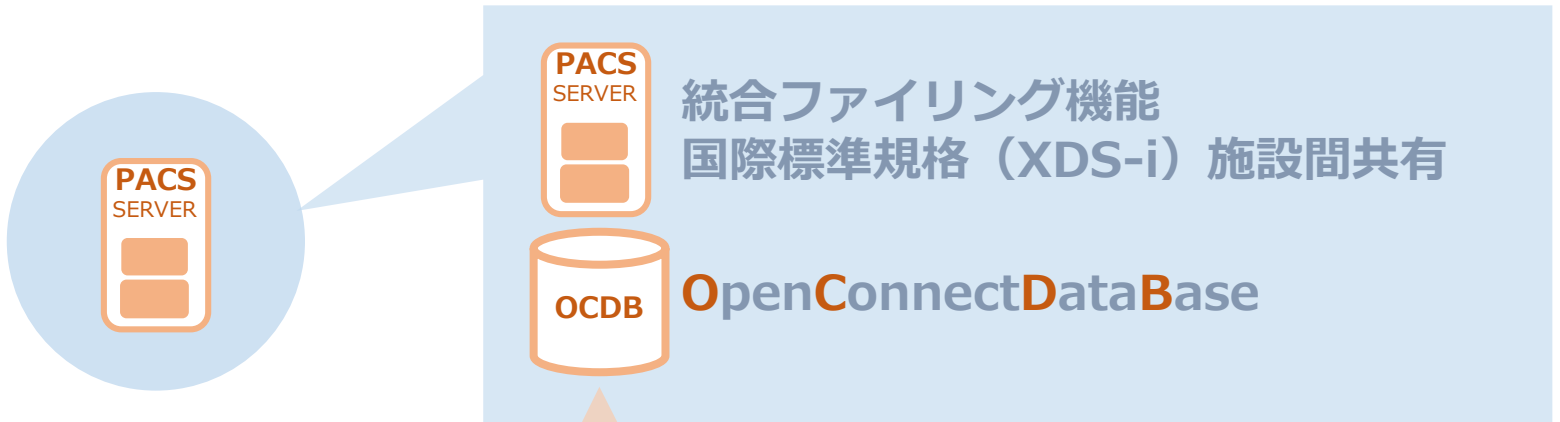 PACS
SERVER
PACS
SERVER
統合ファイリング機能
国際標準規格（XDS-i）施設間共有
OCDB
OpenConnectDataBase